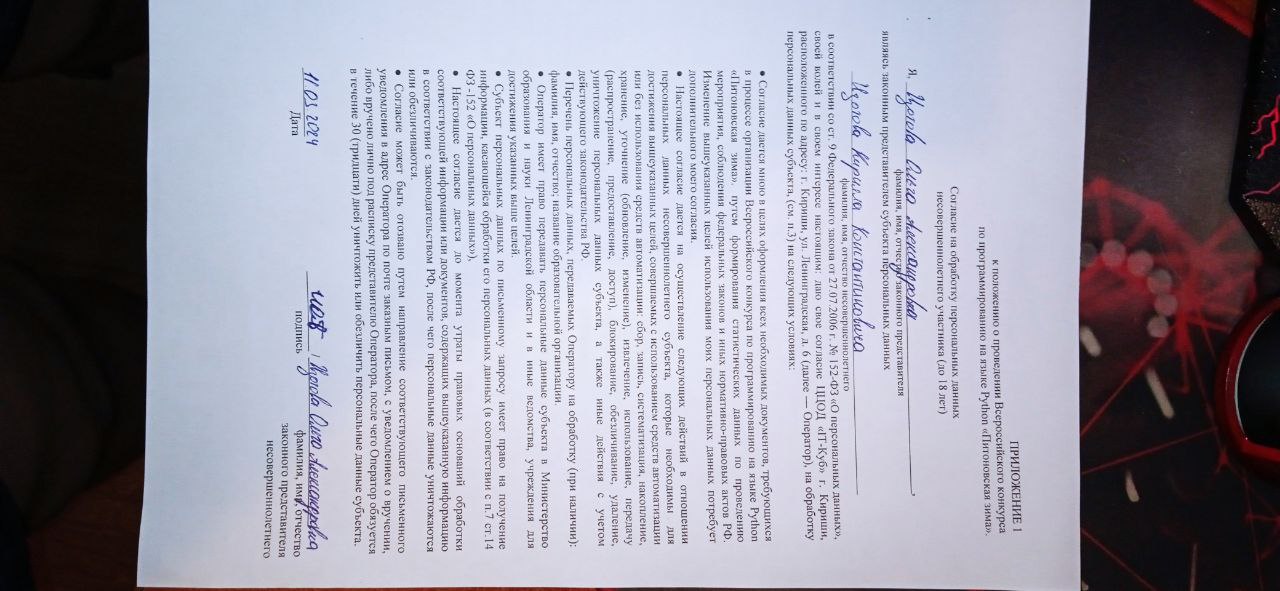 ПРИЛОЖЕНИЕ 1
к положению о проведении Всероссийского конкурса
по программированию на языке Python «Питоновская зима».
Согласие на обработку персональных данных
несовершеннолетнего участника (до 18 лет)
Я, Изотова Ольга Александровна,
фамилия, имя, отчество законного представителя
являясь законным представителем субъекта персональных данных
Изотова Кирилла Константиновича
фамилия, имя, отчество несовершеннолетнего
в соответствии со ст. 9 Федерального закона от 27.07.2006 г. № 152-ФЗ «О персональных данных»,
своей волей и в своем интересе настоящим: даю свое согласие ЦЦОД «IT-Куб» г. Кириши,
расположенного по адресу: г. Кириши, ул. Ленинградская, д. 6 (далее — Оператор), на обработку
персональных данных субъекта, (см. п.3) на следующих условиях:
• Согласие дается мною в целях оформления всех необходимых документов, требующихся
в процессе организации Всероссийского конкурса по программированию на языке Python
«Питоновская зима», путем формирования статистических данных по проведению
мероприятия, соблюдения федеральных законов и иных нормативно-правовых актов РФ.
Изменение вышеуказанных целей использования моих персональных данных потребует
дополнительного моего согласия.
• Настоящее согласие дается на осуществление следующих действий в отношении
персональных данных несовершеннолетнего субъекта, которые необходимы для
достижения вышеуказанных целей, совершаемых с использованием средств автоматизации
или без использования средств автоматизации: сбор, запись, систематизация, накопление,
хранение, уточнение (обновление, изменение), извлечение, использование, передачу
(распространение, предоставление, доступ), блокирование, обезличивание, удаление,
уничтожение персональных данных субъекта, а также иные действия с учетом
действующего законодательства РФ.
• Перечень персональных данных, передаваемых Оператору на обработку (при наличии):
фамилия, имя, отчество; название образовательной организации.
• Оператор имеет право передавать персональные данные субъекта в Министерство
образования и науки Ленинградской области и в иные ведомства, учреждения для
достижения указанных выше целей.
• Субъект персональных данных по письменному запросу имеет право на получение
информации, касающейся обработки его персональных данных (в соответствии с п.7 ст.14
ФЗ -152 «О персональных данных»).
• Настоящее согласие дается до момента утраты правовых оснований обработки
соответствующей информации или документов, содержащих вышеуказанную информацию
в соответствии с законодательством РФ, после чего персональные данные уничтожаются
или обезличиваются.
• Согласие может быть отозвано путем направление соответствующего письменного
уведомления в адрес Оператора по почте заказным письмом, с уведомлением о вручении,
либо вручено лично под расписку представителю Оператора, после чего Оператор обязуется
в течение 30 (тридцати) дней уничтожить или обезличить персональные данные субъекта.
11.03 2024 / Изотова Ольга Александровна
Дата подпись фамилия, имя, отчество
законного представителя
несовершеннолетнего